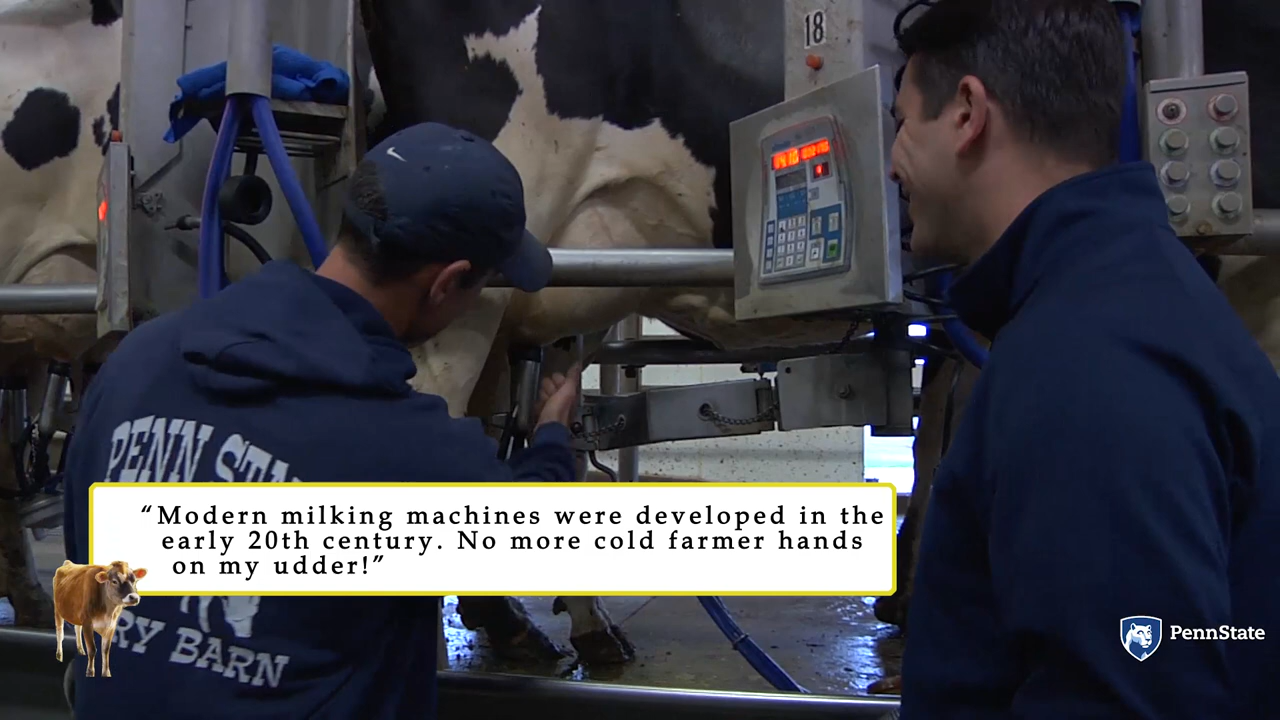 18
PENN STA
“Modern milking machines were developed in the
early 20th century. No more cold farmer hands
on my udder!”
RY BARN
PennState